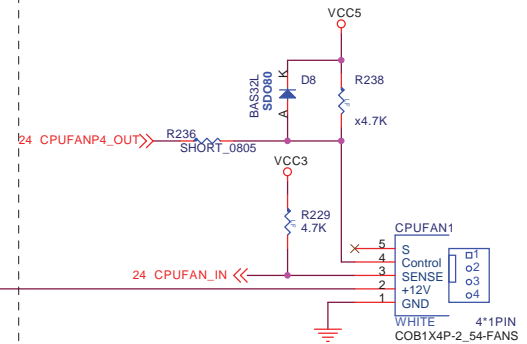 VCC5
K
D8
R238
BAS32L
SDO80
A
x4.7K
24 CPUFANP4_OUT
R236
SHORT_0805
VCC3
R229
4.7K
CPUFAN1
5 S
4 Control
24 CPUFAN_IN
3 SENSE
2 +12V
1 GND
1
2
3
4
WHITE
4*1PIN
COB1X4P-2_54-FANS